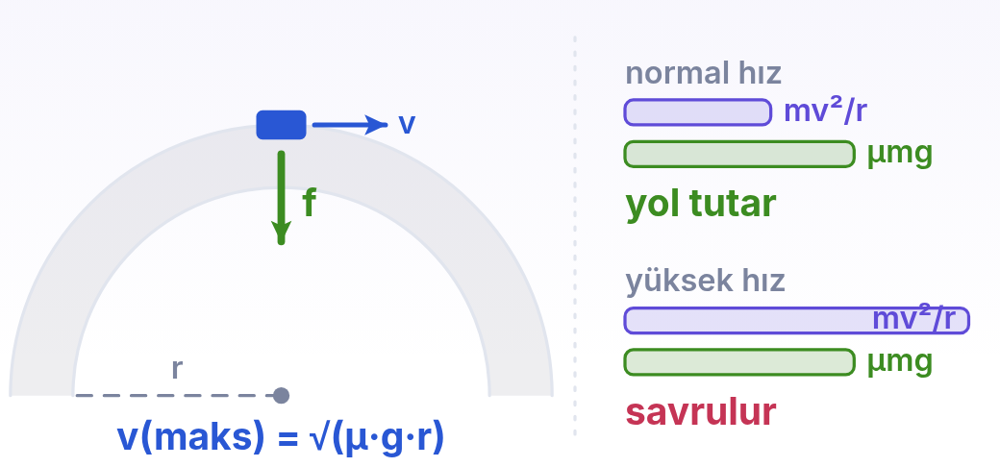 v
f
r
v(maks) = √(μ·g·r)
normal hız
mv²/r
μmg
yol tutar
yüksek hız
mv²/r
μmg
savrulur